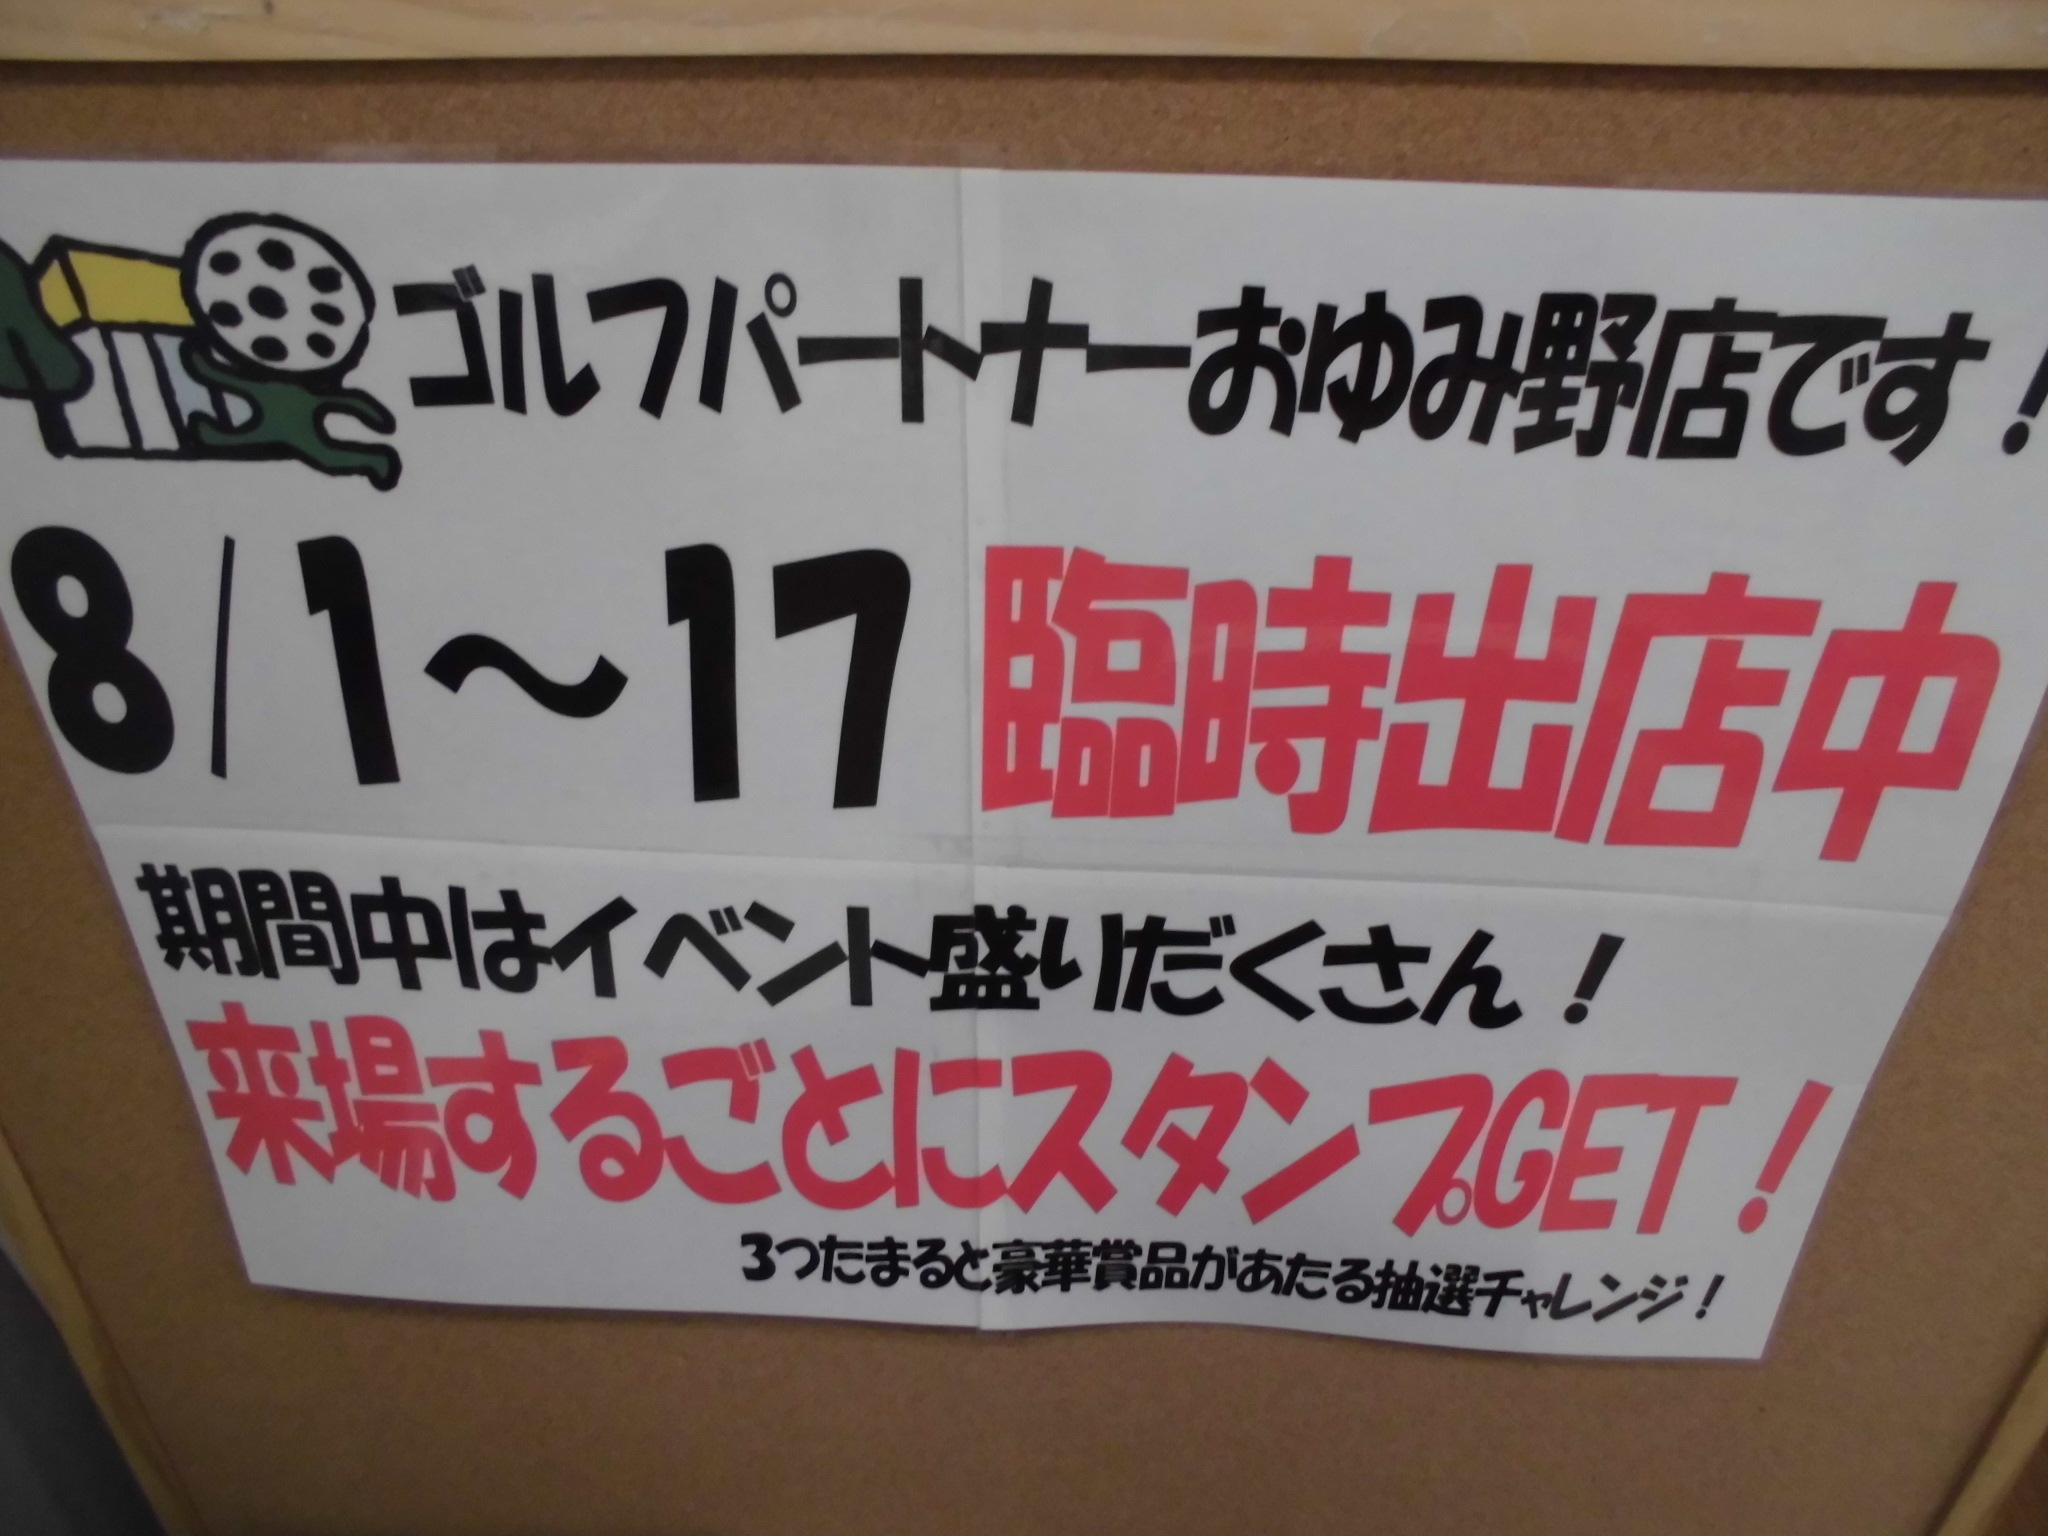 ゴルフパートナーおゆみ野店です！
8/1～17 臨時出店中
期間中はイベント盛りだくさん！
来場するごとにスタンプGET！
3つたまると豪華賞品があたる抽選チャレンジ！